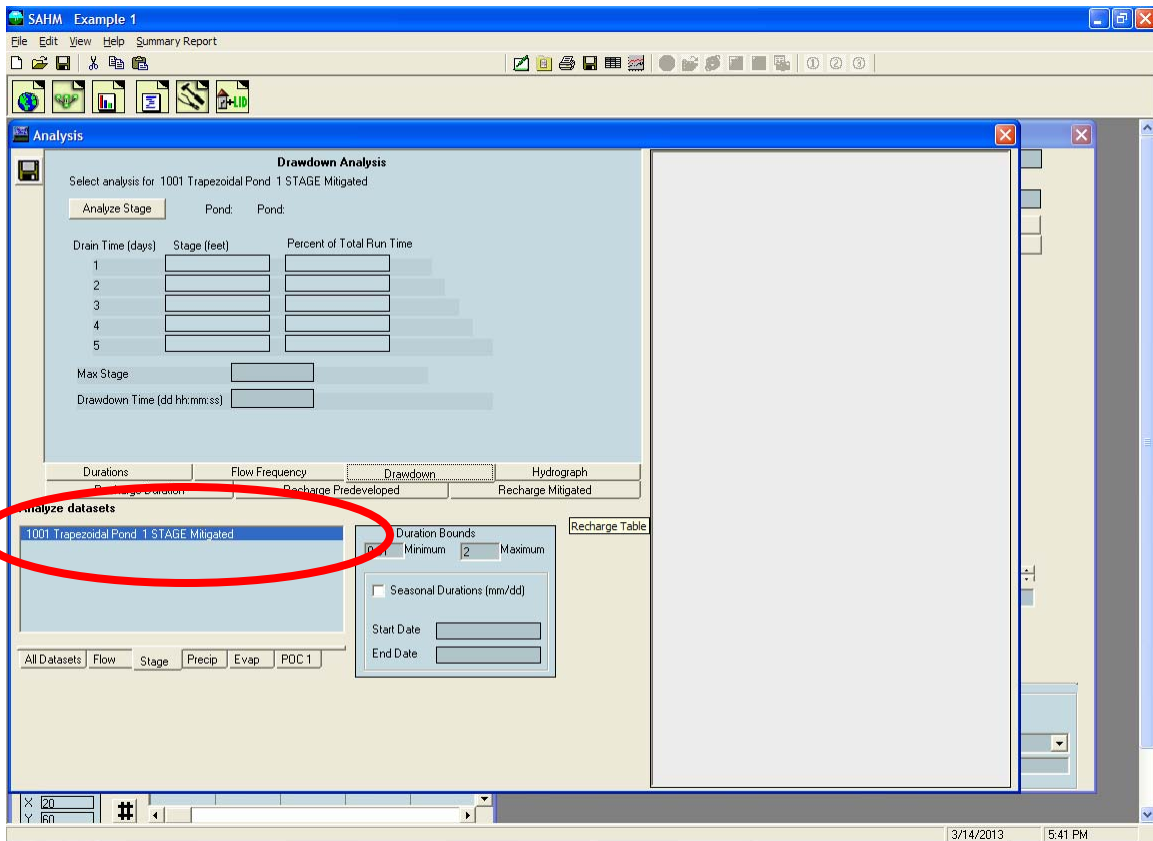 SAHM Example 1
File Edit View Help Summary Report
+LID
Analysis
Drawdown Analysis
Select analysis for 1001 Trapezoidal Pond 1 STAGE Mitigated
Analyze Stage Pond: Pond:
Drain Time (days) Stage (feet) Percent of Total Run Time
1
2
3
4
5
Max Stage
Drawdown Time (dd hh:mm:ss)
Durations Flow Frequency Drawdown Hydrograph
Recharge Duration Recharge Predeveloped Recharge Mitigated
Analyze datasets
1001 Trapezoidal Pond 1 STAGE Mitigated
Duration Bounds
Minimum 2 Maximum
Recharge Table
Seasonal Durations (mm/dd)
Start Date
End Date
All Datasets Flow Stage Precip Evap POC 1
X 20
Y 60
#
3/14/2013 5:41 PM